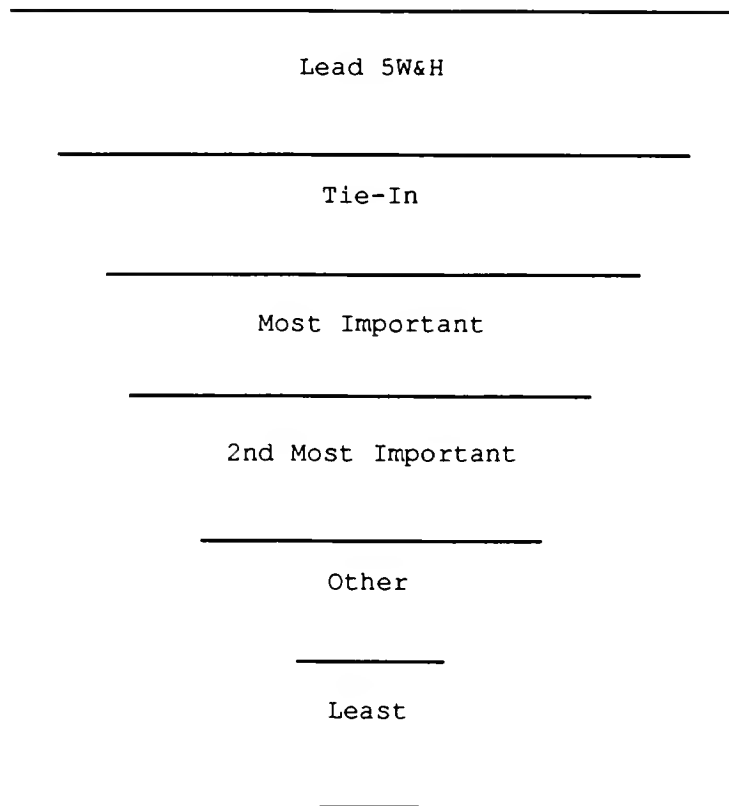 Lead 5W&H
Tie-In
Most Important
2nd Most Important
Other
Least